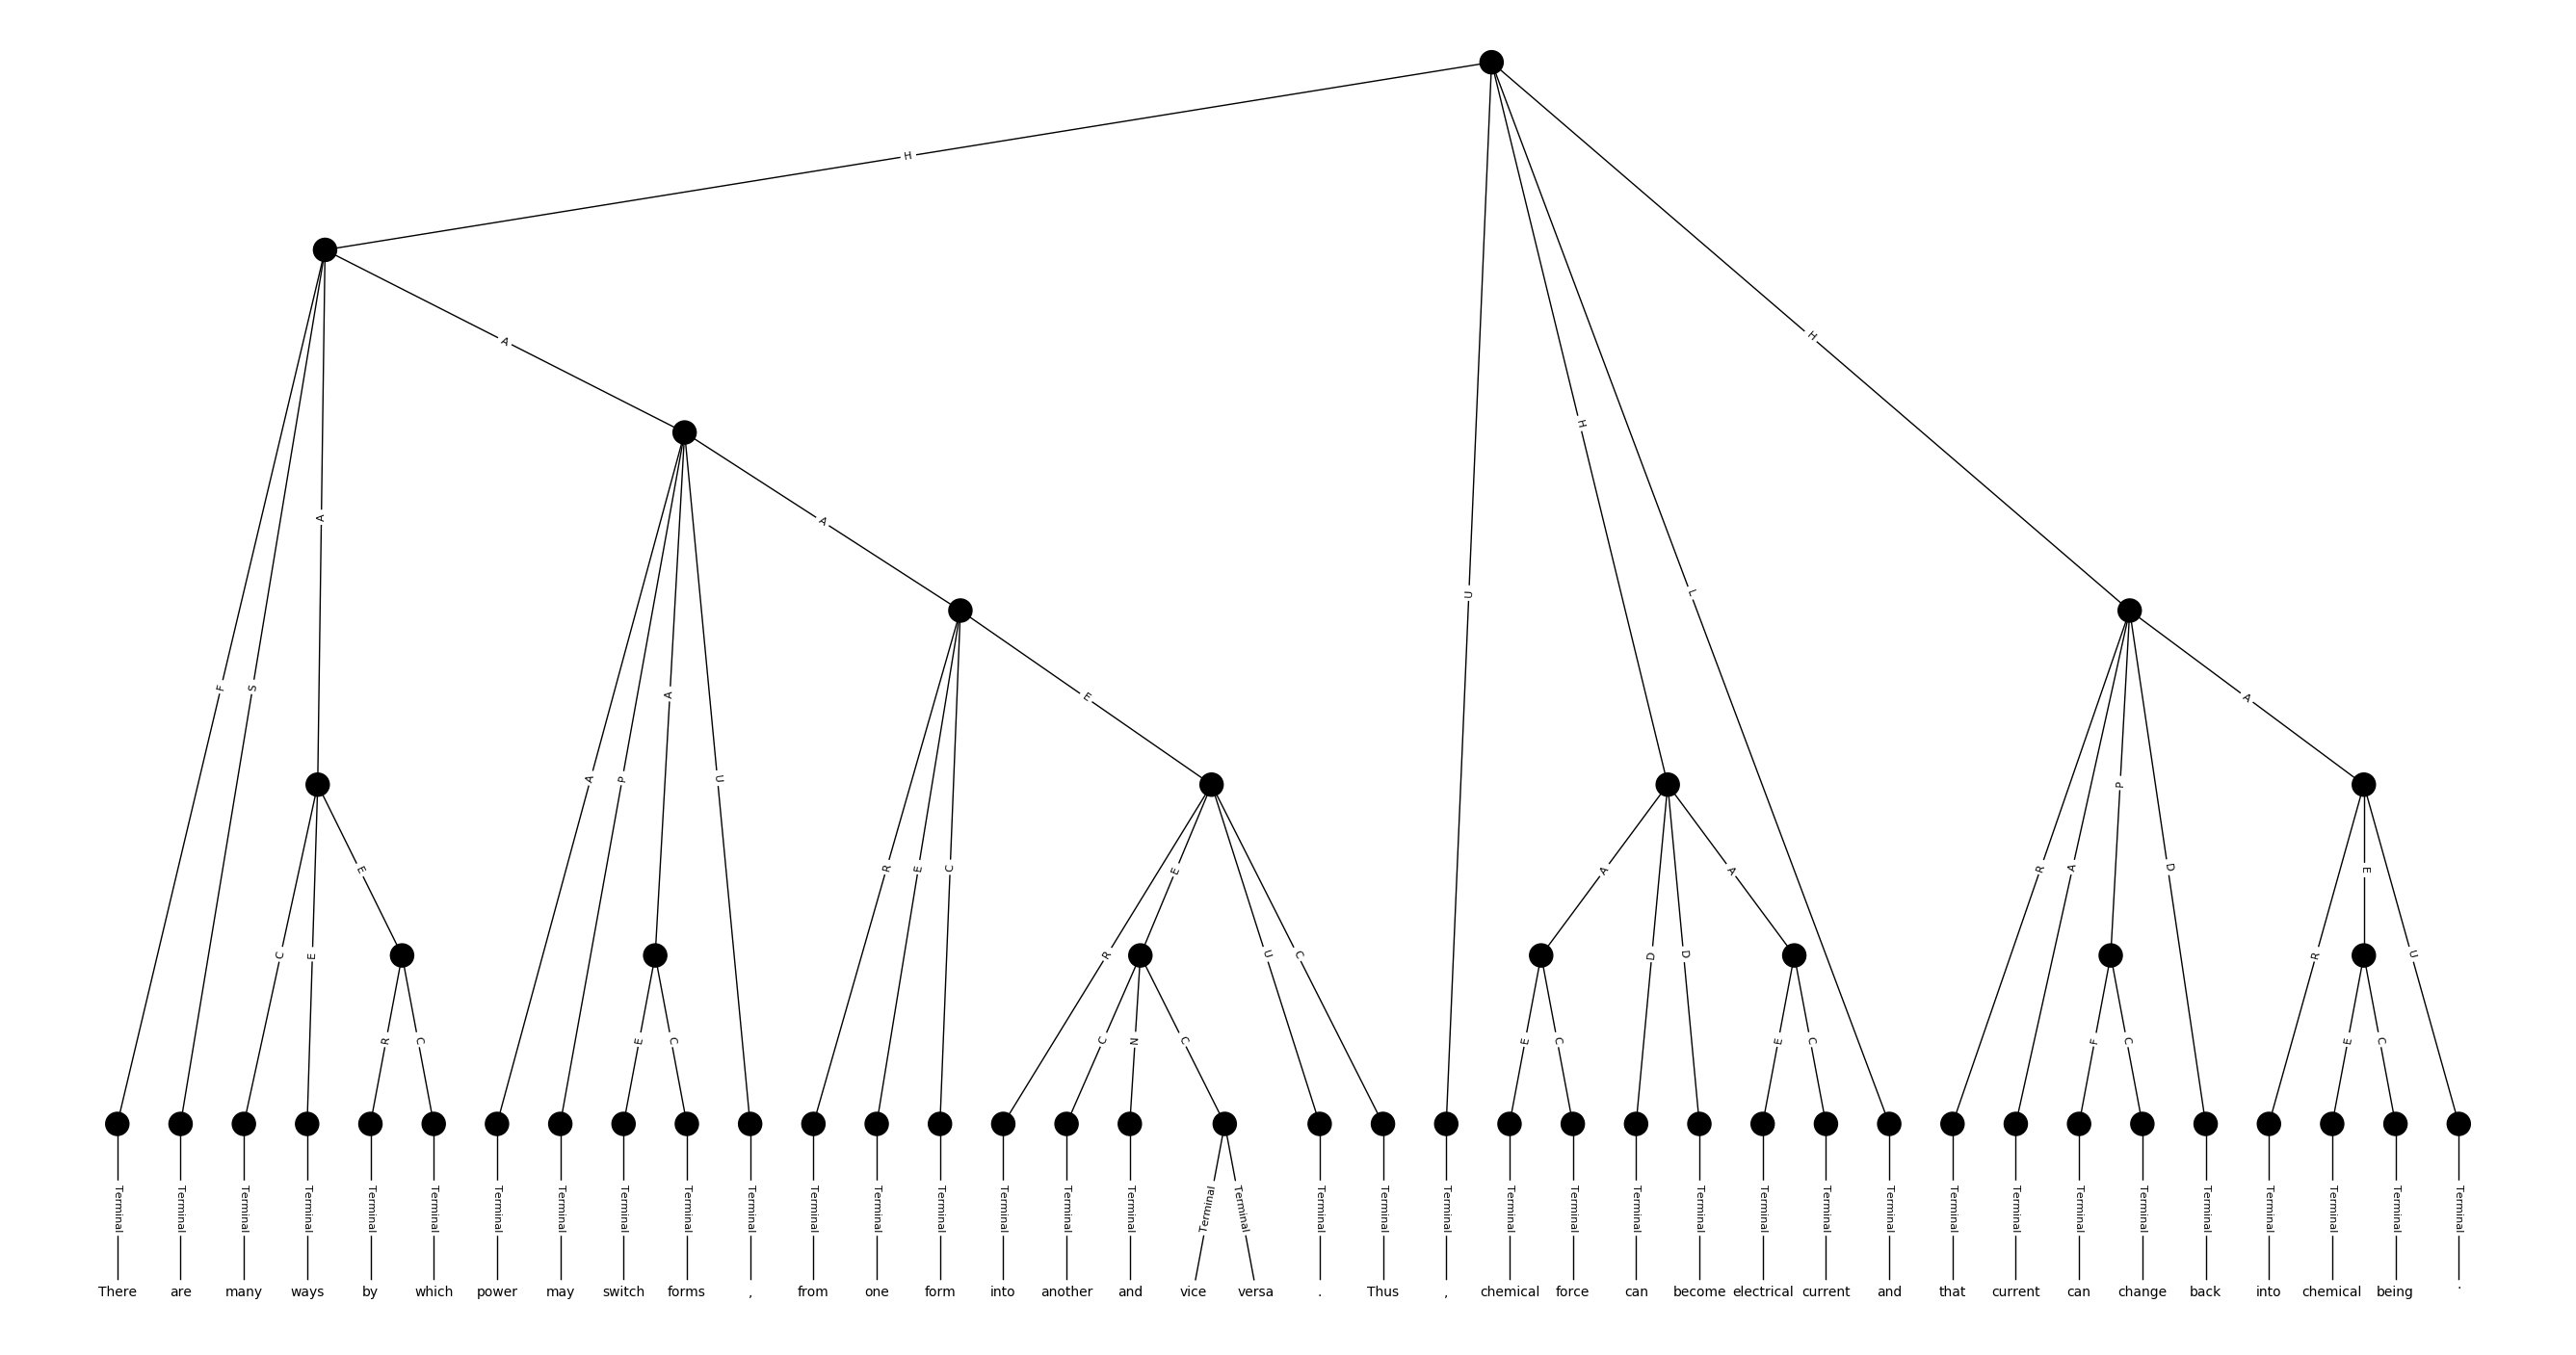 H
H
A
A
H
A
F
S
A
U
L
E
A
A
P
A
U
P
D
R
A
R
E
C
E
E
A
A
R
E
C
E
R
U
C
D
D
R
U
R
C
E
C
C
N
C
E
C
E
C
F
C
E
C
Terminal Terminal Terminal Terminal Terminal Terminal Terminal Terminal Terminal Terminal Terminal Terminal Terminal Terminal Terminal Terminal Terminal Terminal Terminal Terminal Terminal Terminal Terminal Terminal Terminal Terminal Terminal Terminal Terminal Terminal Terminal Terminal Terminal Terminal Terminal Terminal Terminal Terminal
There are many ways by which power may switch forms , from one form into another and vice versa . Thus , chemical force can become electrical current and that current can change back into chemical being .